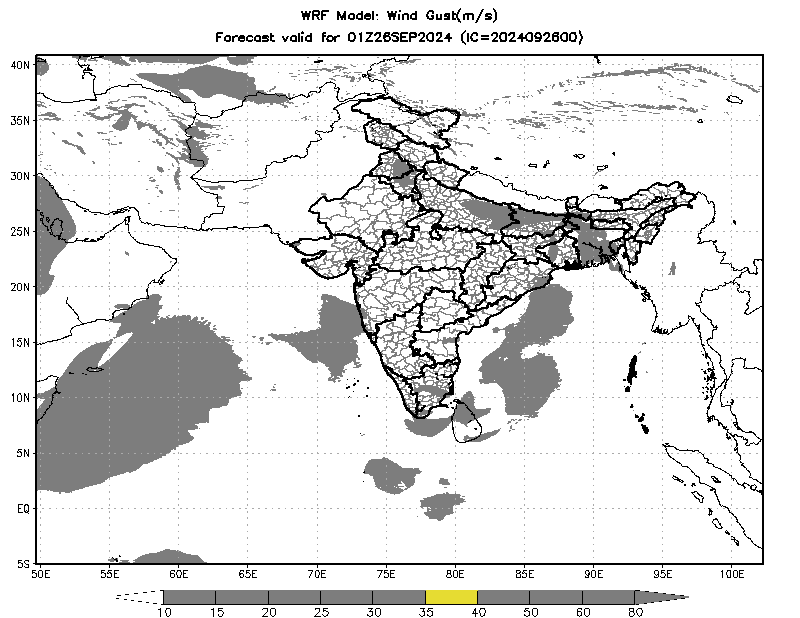 WRF Model: Wind Gust(m/s)
Forecast valid for 01Z26SEP2024 (IC=2024092600)
40N
35N
30N
25N
20N
15N
10N
5N
EQ
5S
50E 55E 60E 65E 70E 75E 80E 85E 90E 95E 100E
10 15 20 25 30 35 40 50 60 80